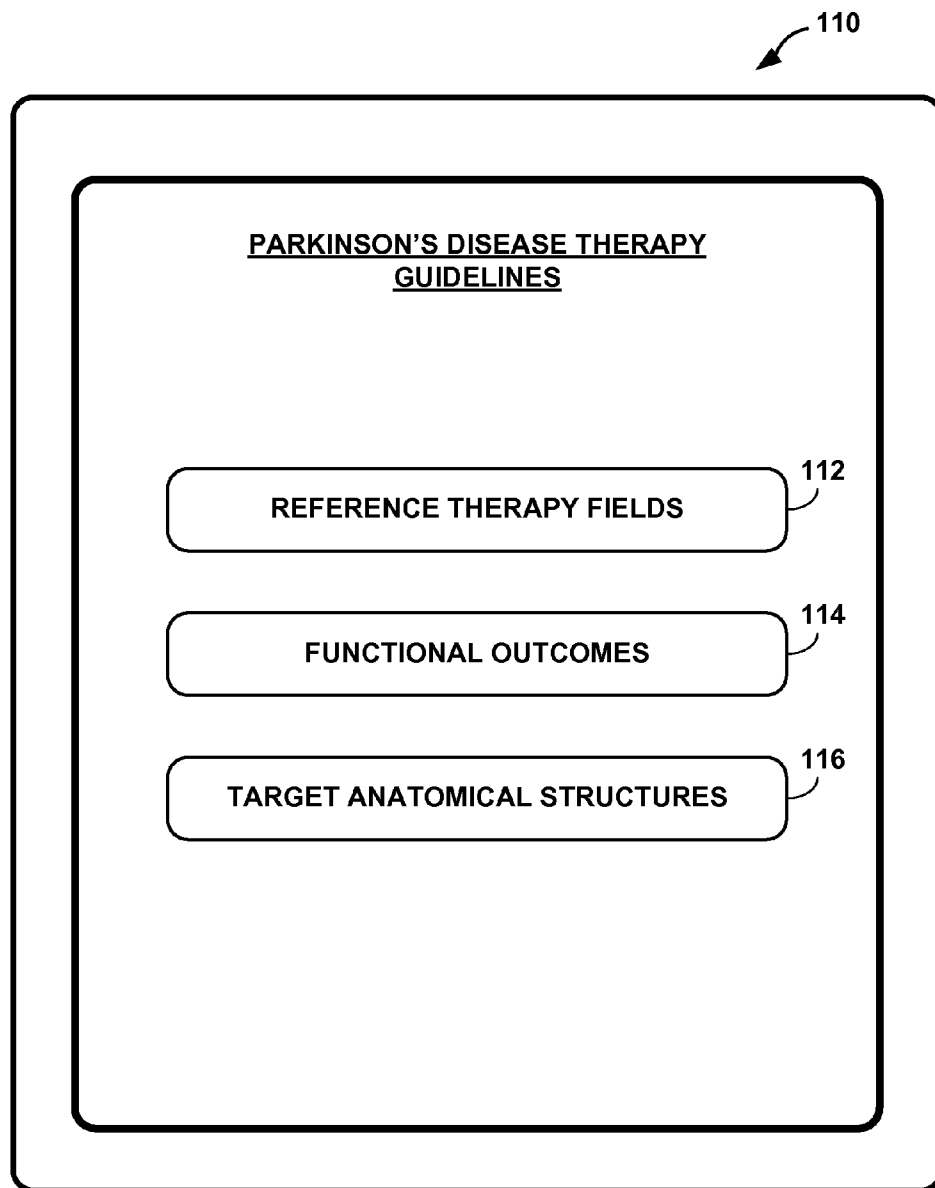 110
PARKINSON'S DISEASE THERAPY
GUIDELINES
112
REFERENCE THERAPY FIELDS
114
FUNCTIONAL OUTCOMES
116
TARGET ANATOMICAL STRUCTURES